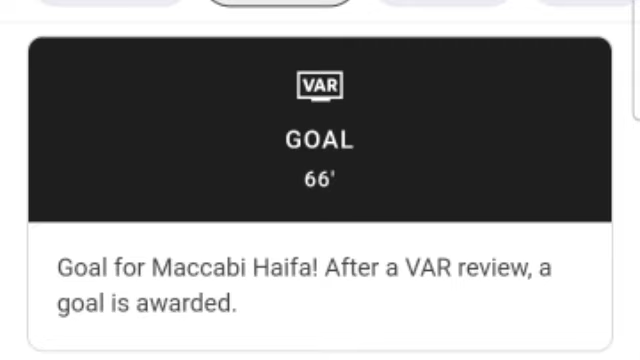 VAR
GOAL
66'
Goal for Maccabi Haifa! After a VAR review, a
goal is awarded.